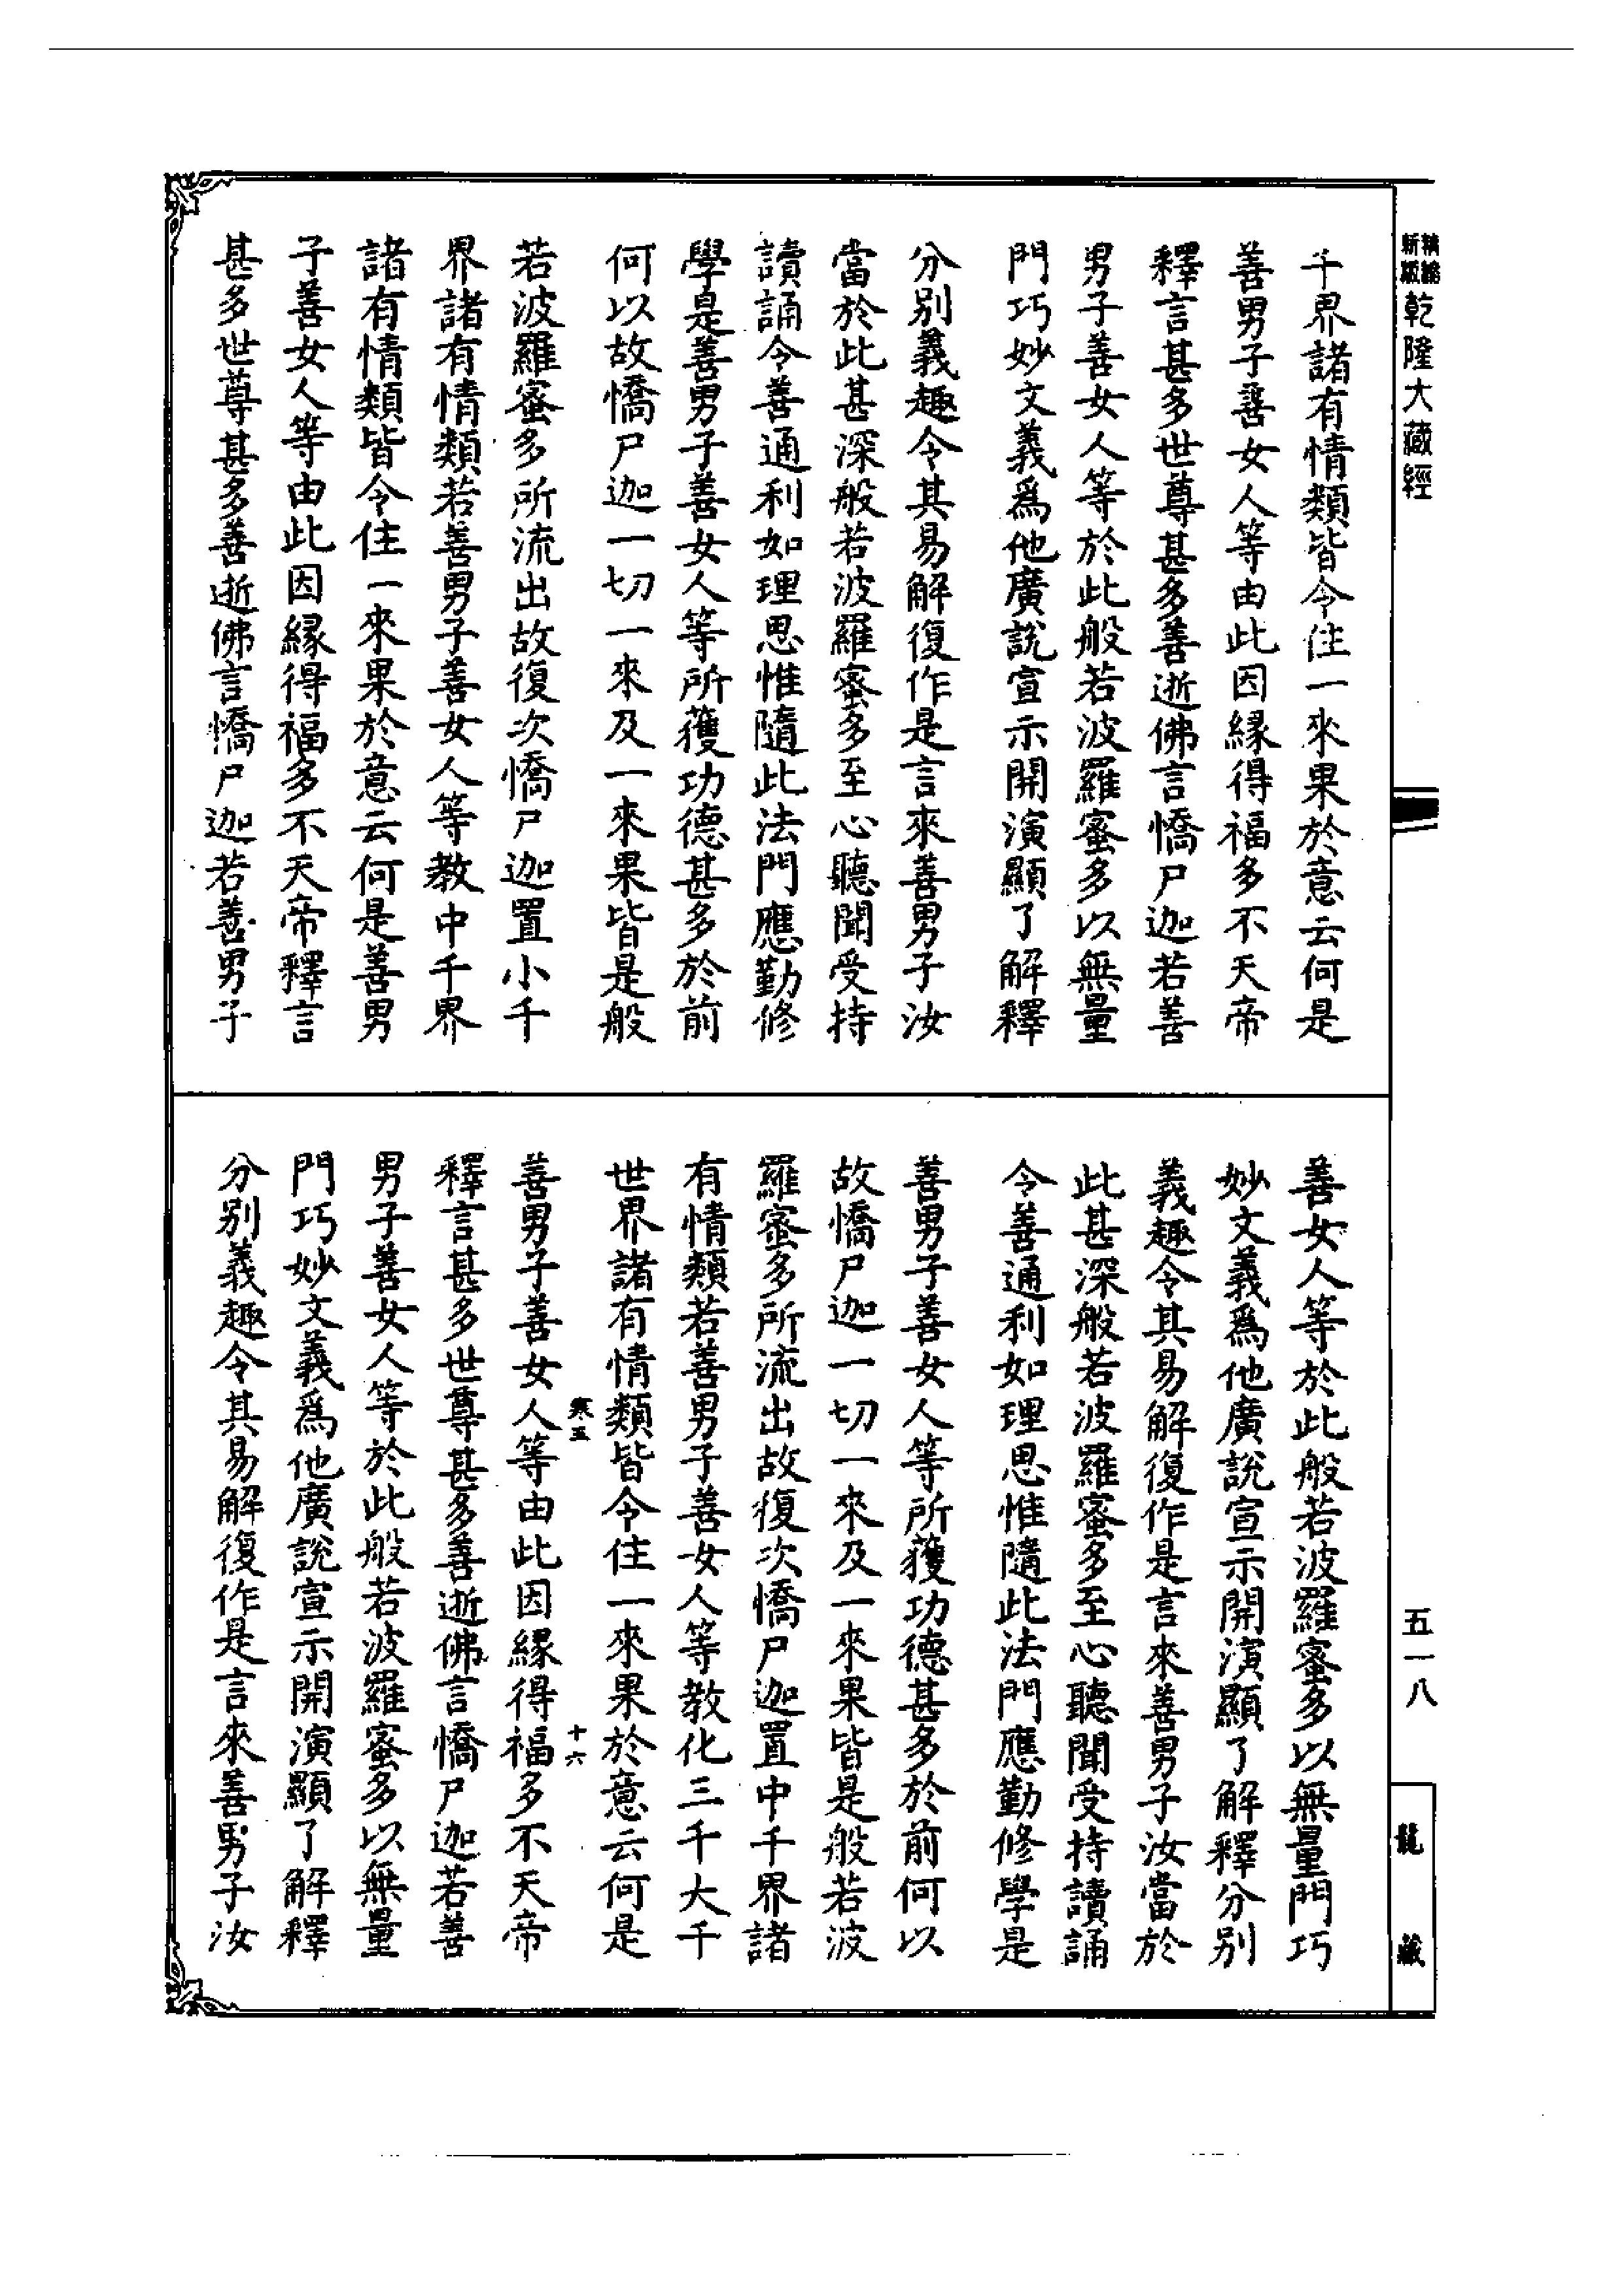 乾隆大藏經
五一八
龍藏
千界諸有情類皆令住一來果於意云何是
善男子善女人等由此因緣得福多不天帝
釋言甚多世尊甚多善逝佛言憍尸迦若善
男子善女人等於此般若波羅蜜多以無量
門巧妙文義爲他廣說宣示開演顯了解釋
分別義趣令其易解復作是言來善男子汝
當於此甚深般若波羅蜜多至心聽聞受持
讀誦令善通利如理思惟隨此法門應勤修
學是善男子善女人等所獲功德甚多於前
何以故憍尸迦一切一來及一來果皆是般
若波羅蜜多所流出故復次憍尸迦置小千
界諸有情類若善男子善女人等教中千界
諸有情類皆令住一來果於意云何是善男
子善女人等由此因緣得福多不天帝釋言
甚多世尊甚多善逝佛言憍尸迦若善男子
善女人等於此般若波羅蜜多以無量門巧
妙文義爲他廣說宣示開演顯了解釋分別
義趣令其易解復作是言來善男子汝當於
此甚深般若波羅蜜多至心聽聞受持讀誦
令善通利如理思惟隨此法門應勤修學是
善男子善女人等所獲功德甚多於前何以
故憍尸迦一切一來及一來果皆是般若波
羅蜜多所流出故復次憍尸迦置中千界諸
有情類若善男子善女人等教化三千大千
世界諸有情類皆令住一來果於意云何是
寒五 十六
善男子善女人等由此因緣得福多不天帝
釋言甚多世尊甚多善逝佛言憍尸迦若善
男子善女人等於此般若波羅蜜多以無量
門巧妙文義爲他廣說宣示開演顯了解釋
分別義趣令其易解復作是言來善男子汝